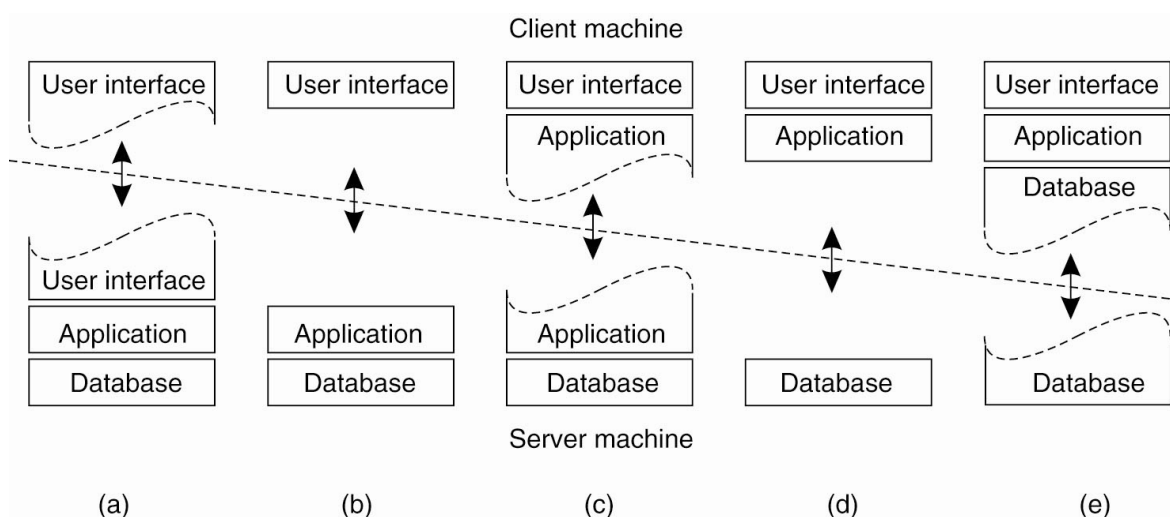 Client machine
User interface User interface User interface User interface User interface
Application Application Application
Database
User interface
Application Application Application
Database Database Database Database Database
Server machine
(a) (b) (c) (d) (e)